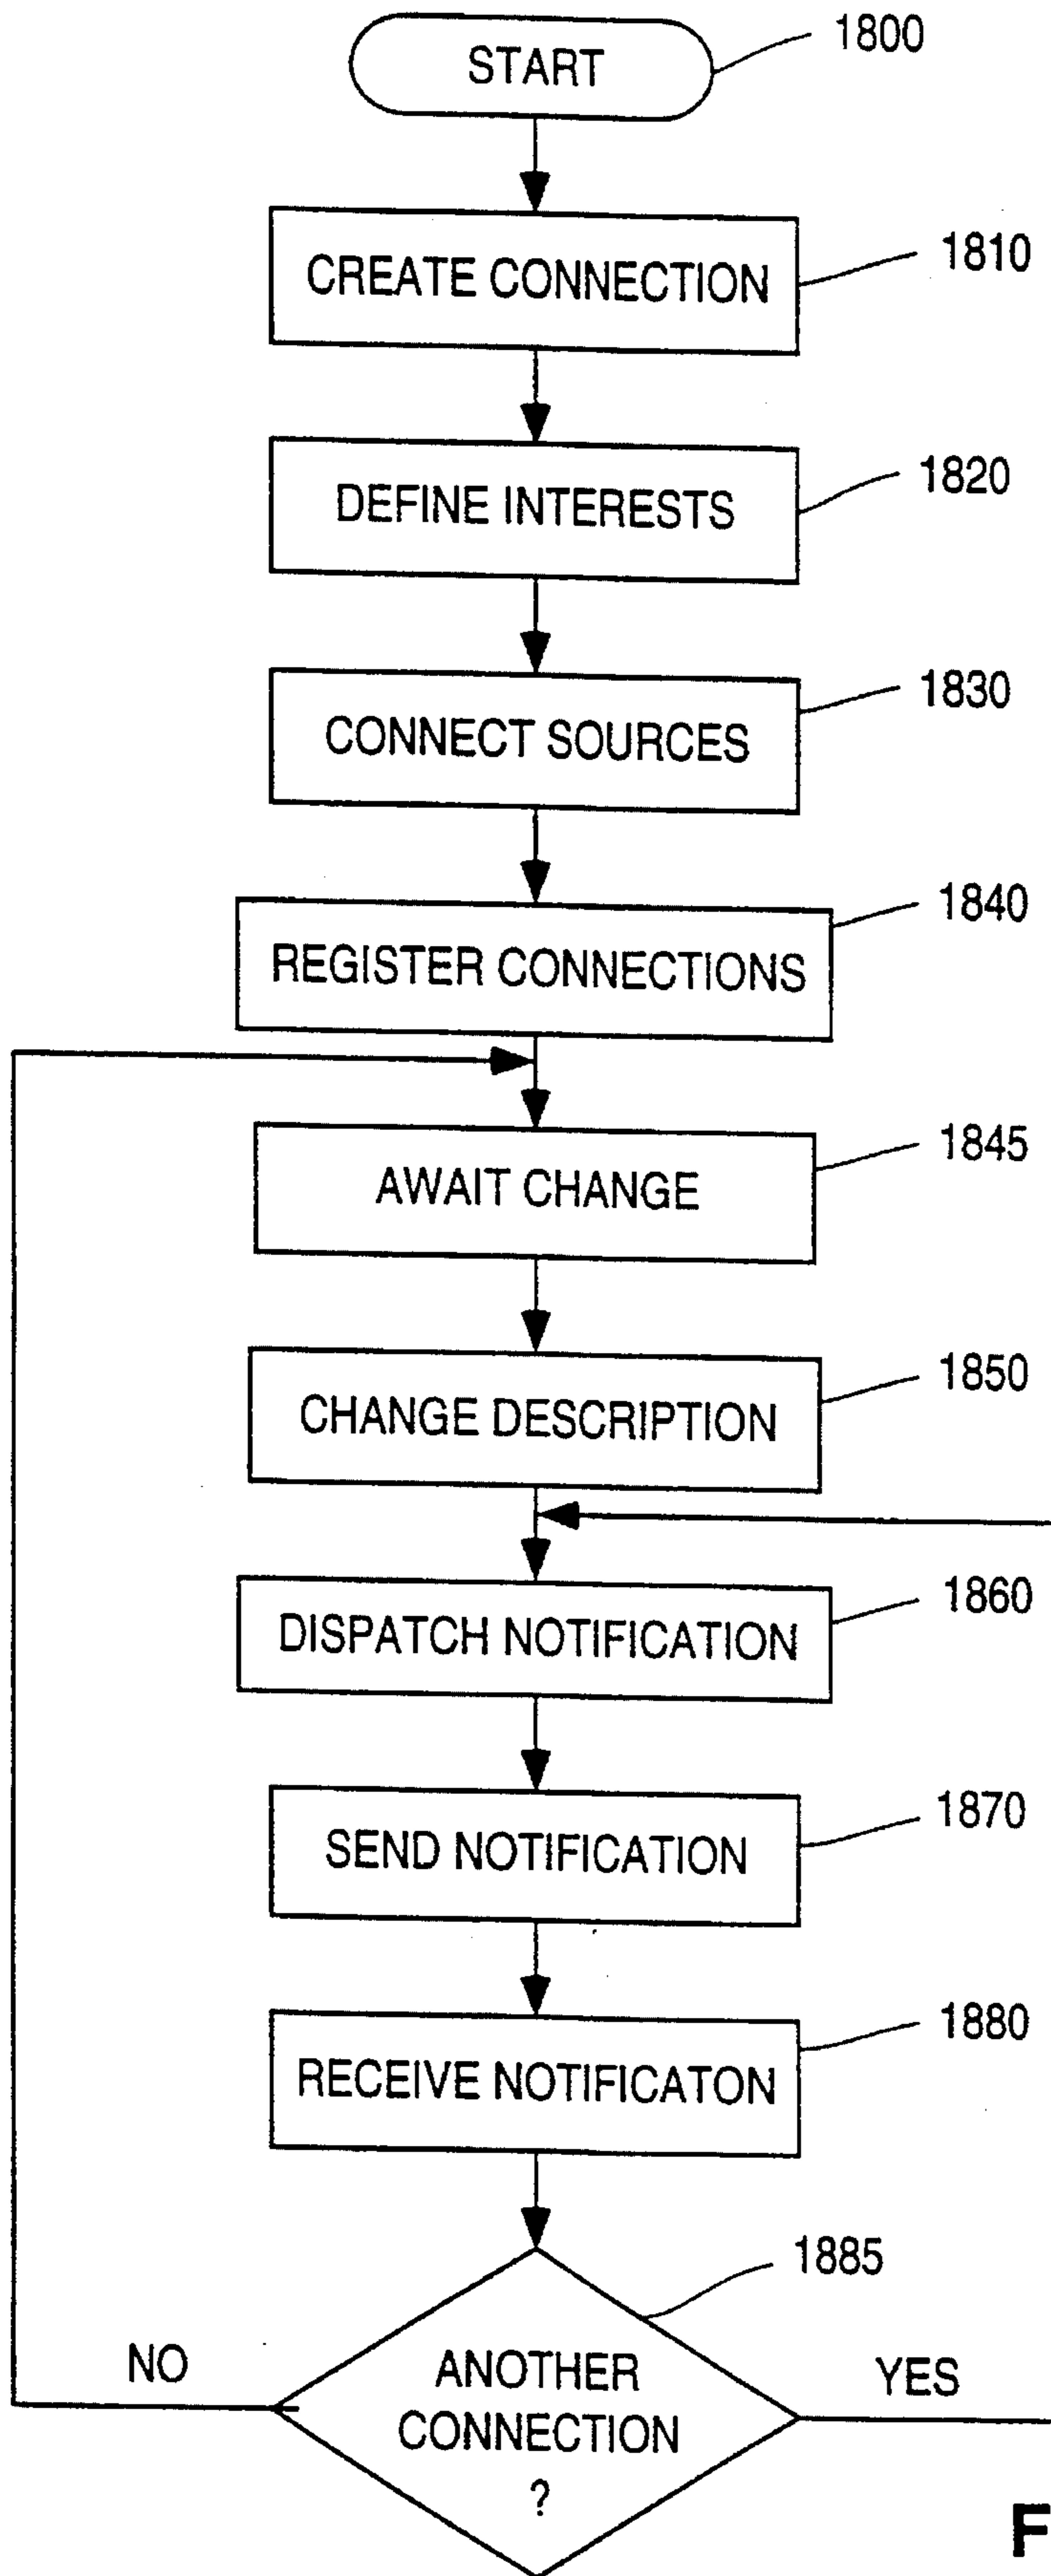 START
1800
CREATE CONNECTION
1810
DEFINE INTERESTS
1820
CONNECT SOURCES
1830
REGISTER CONNECTIONS
1840
AWAIT CHANGE
1845
CHANGE DESCRIPTION
1850
DISPATCH NOTIFICATION
1860
SEND NOTIFICATION
1870
RECEIVE NOTIFICATON
1880
1885
NO
ANOTHER
CONNECTION
?
YES
F